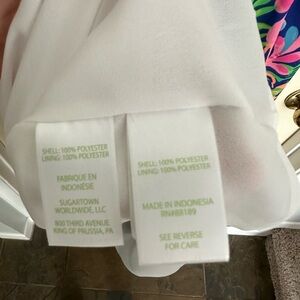 SHELL: 100% POLYESTER
LINING: 100% POLYESTER
FABRIQUE EN
INDONÉSIE
SUGARTOWN
WORLDWIDE, LLC
800 THIRD AVENUE
KING OF PRUSSIA, PA
SHELL: 100% POLYESTER
LINING: 100% POLYESTER
MADE IN INDONESIA
RN#88189
SEE REVERSE
FOR CARE